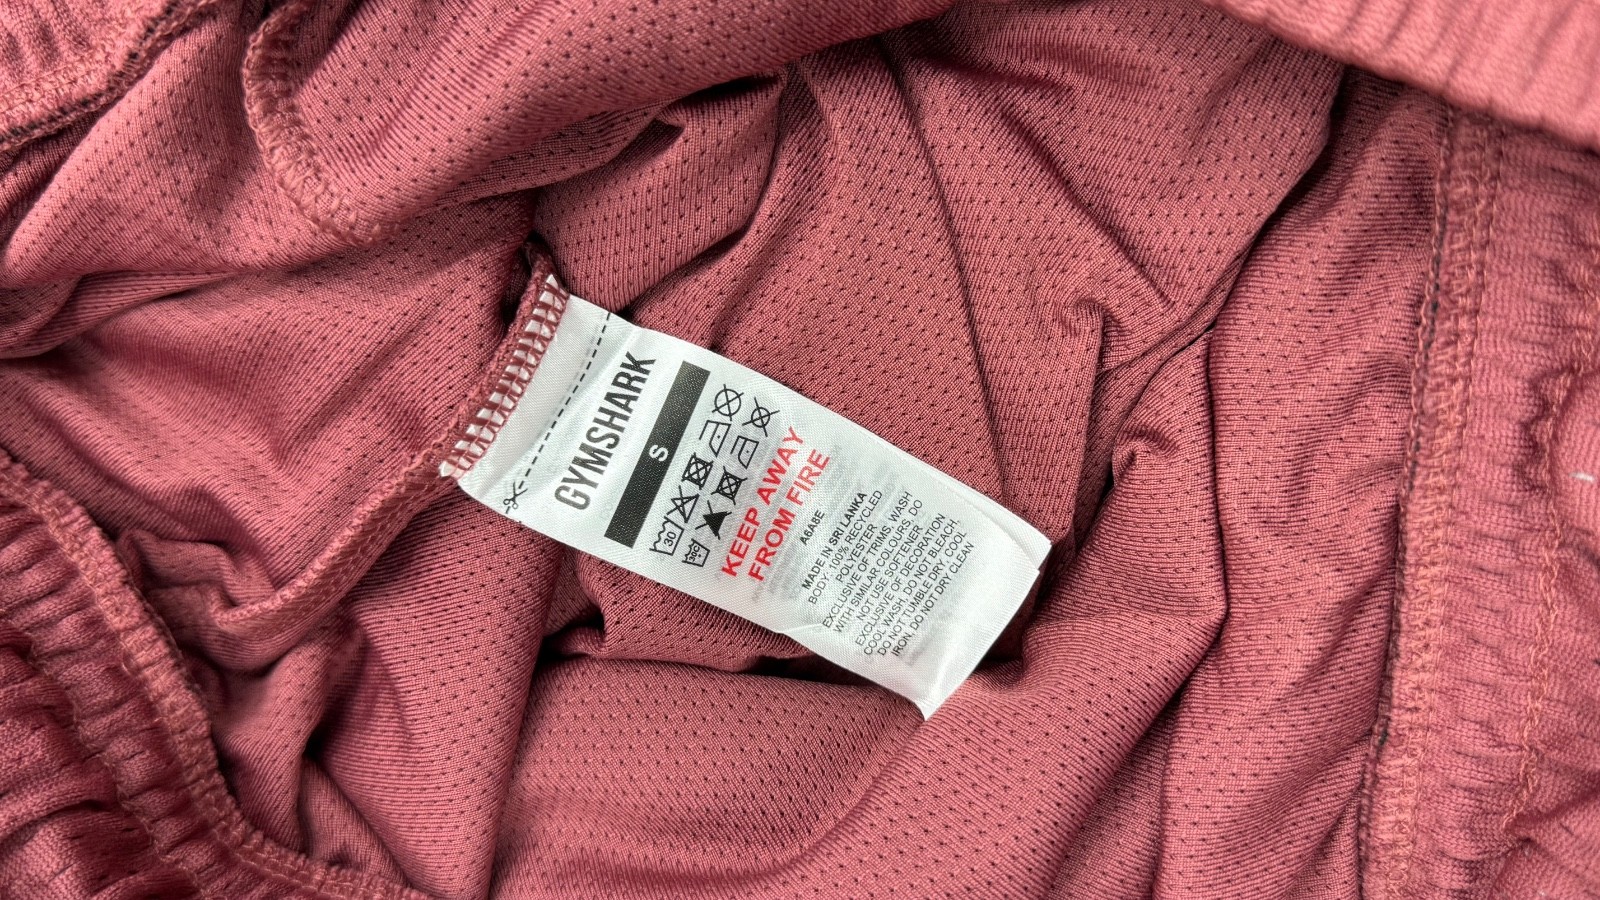 GYMSHARK
S
30
30°C
KEEP AWAY
FROM FIRE
A6A8E
MADE IN SRI LANKA
BODY: 100% RECYCLED
POLYESTER
EXCLUSIVE OF TRIMS. WASH
WITH SIMILAR COLOURS. DO
NOT USE SOFTENER
EXCLUSIVE OF DECORATION
COOL WASH, DO NOT BLEACH,
DO NOT TUMBLE DRY, COOL
IRON, DO NOT DRY CLEAN